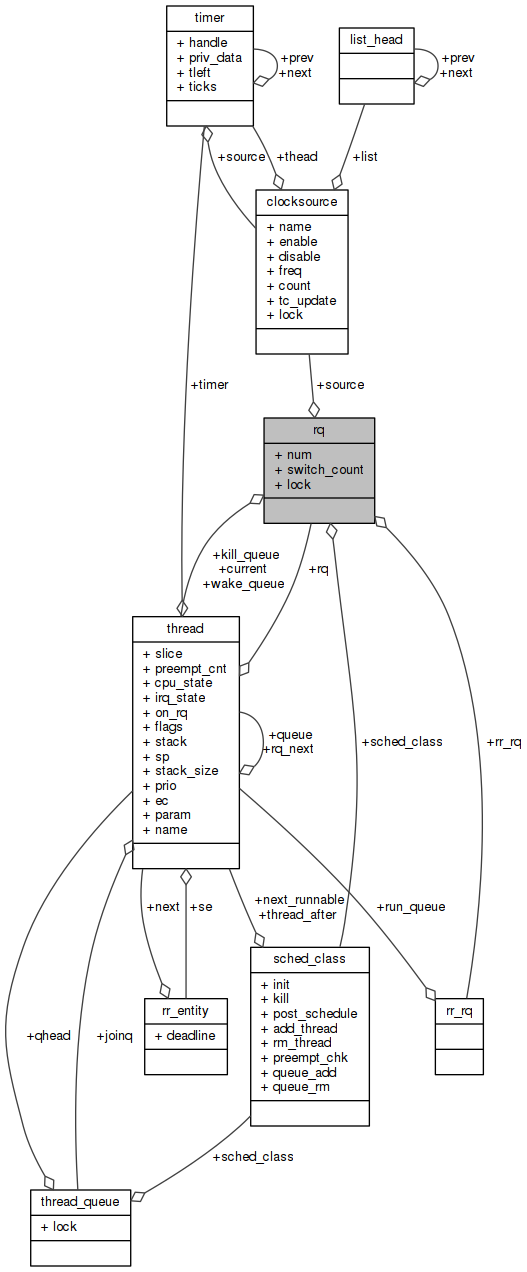 timer
+ handle
+ priv_data
+ tleft
+ ticks
+prev
+next
list_head
+prev
+next
+source
+thead
+list
clocksource
+ name
+ enable
+ disable
+ freq
+ count
+ tc_update
+ lock
+timer
+source
rq
+ num
+ switch_count
+ lock
+kill_queue
+current
+wake_queue
+rq
thread
+ slice
+ preempt_cnt
+ cpu_state
+ irq_state
+ on_rq
+ flags
+ stack
+ sp
+ stack_size
+ prio
+ ec
+ param
+ name
+queue
+rq_next
+sched_class
+rr_rq
+next
+se
+next_runnable
+thread_after
+run_queue
sched_class
+ init
+ kill
+ post_schedule
+ add_thread
+ rm_thread
+ preempt_chk
+ queue_add
+ queue_rm
rr_entity
+ deadline
rr_rq
+qhead
+joinq
+sched_class
thread_queue
+ lock